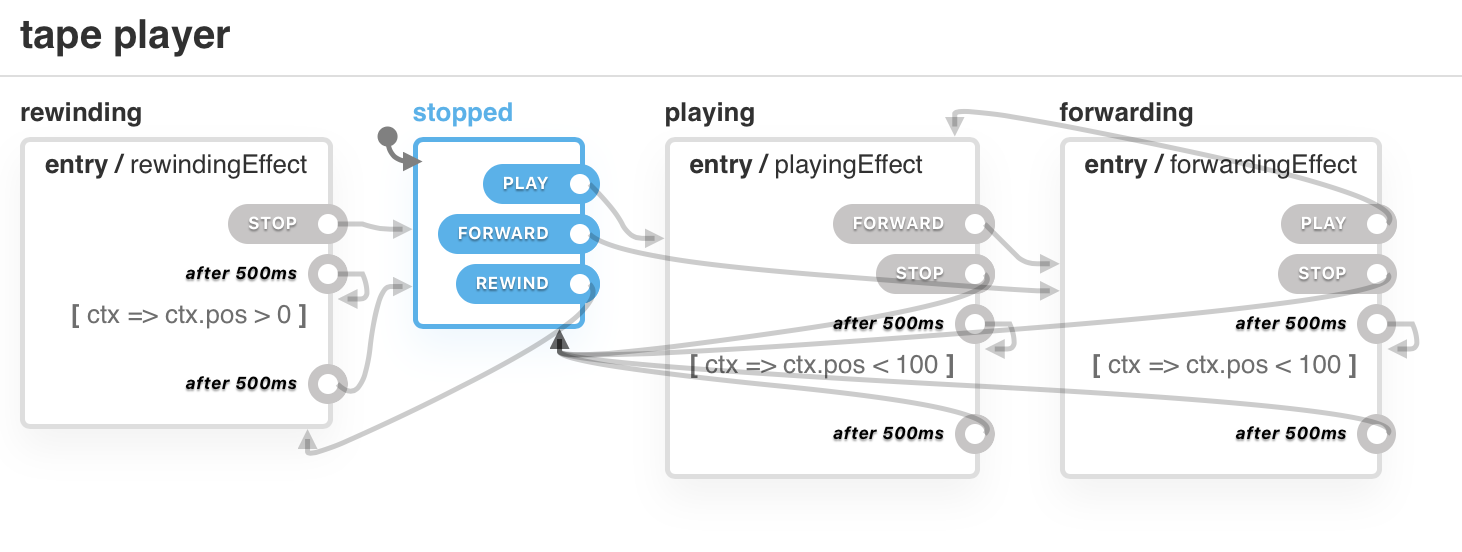 tape player
rewinding
entry / rewindingEffect
STOP
after 500ms
[ ctx => ctx.pos > 0 ]
after 500ms
stopped
PLAY
FORWARD
REWIND
playing
entry / playingEffect
FORWARD
STOP
after 500ms
[ ctx => ctx.pos < 100 ]
after 500ms
forwarding
entry / forwardingEffect
PLAY
STOP
after 500ms
[ ctx => ctx.pos < 100 ]
after 500ms